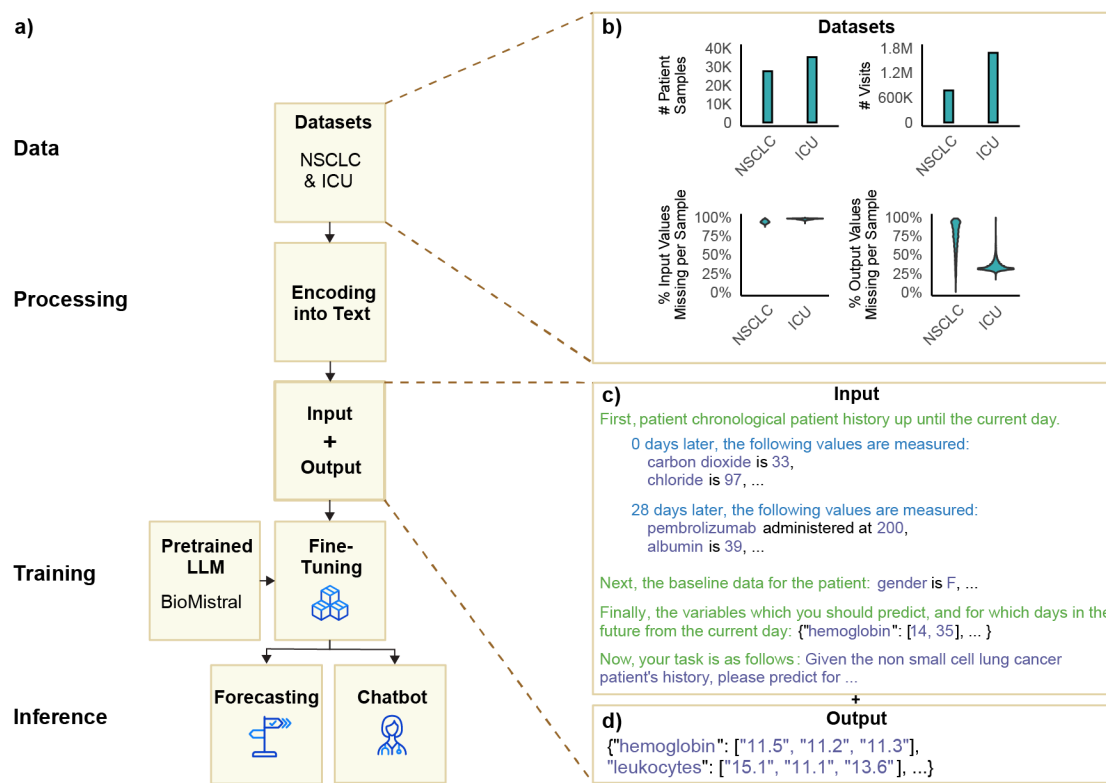 a)
Data
Datasets
NSCLC
& ICU
Processing
Encoding
into Text
Input
+
Output
Training
Pretrained
LLM
BioMistral
Fine-
Tuning
Inference
Forecasting
Chatbot
b)
Datasets
# Patient
Samples
40K
30K
20K
10K
0
NSCLC
ICU
# Visits
1.8M
1.2M
600K
0
NSCLC
ICU
% Input Values
Missing per Sample
100%
75%
50%
25%
0%
NSCLC
ICU
% Output Values
Missing per Sample
100%
75%
50%
25%
0%
NSCLC
ICU
c)
Input
First, patient chronological patient history up until the current day.
0 days later, the following values are measured:
carbon dioxide is 33,
chloride is 97, ...
28 days later, the following values are measured:
pembrolizumab administered at 200,
albumin is 39, ...
Next, the baseline data for the patient: gender is F, ...
Finally, the variables which you should predict, and for which days in the
future from the current day: {"hemoglobin": [14, 35], ... }
Now, your task is as follows: Given the non small cell lung cancer
patient's history, please predict for ...
+
d)
Output
{"hemoglobin": ["11.5", "11.2", "11.3"],
"leukocytes": ["15.1", "11.1", "13.6"], ...}